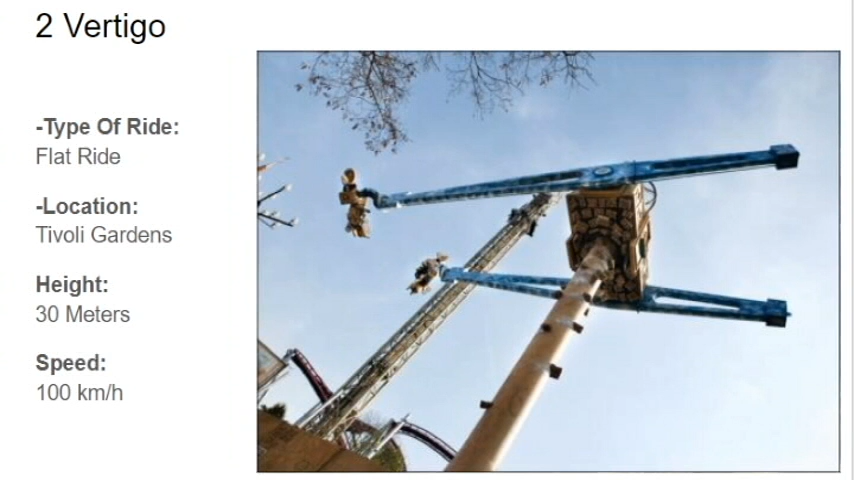 2 Vertigo
-Type Of Ride:
Flat Ride
-Location:
Tivoli Gardens
Height:
30 Meters
Speed:
100 km/h